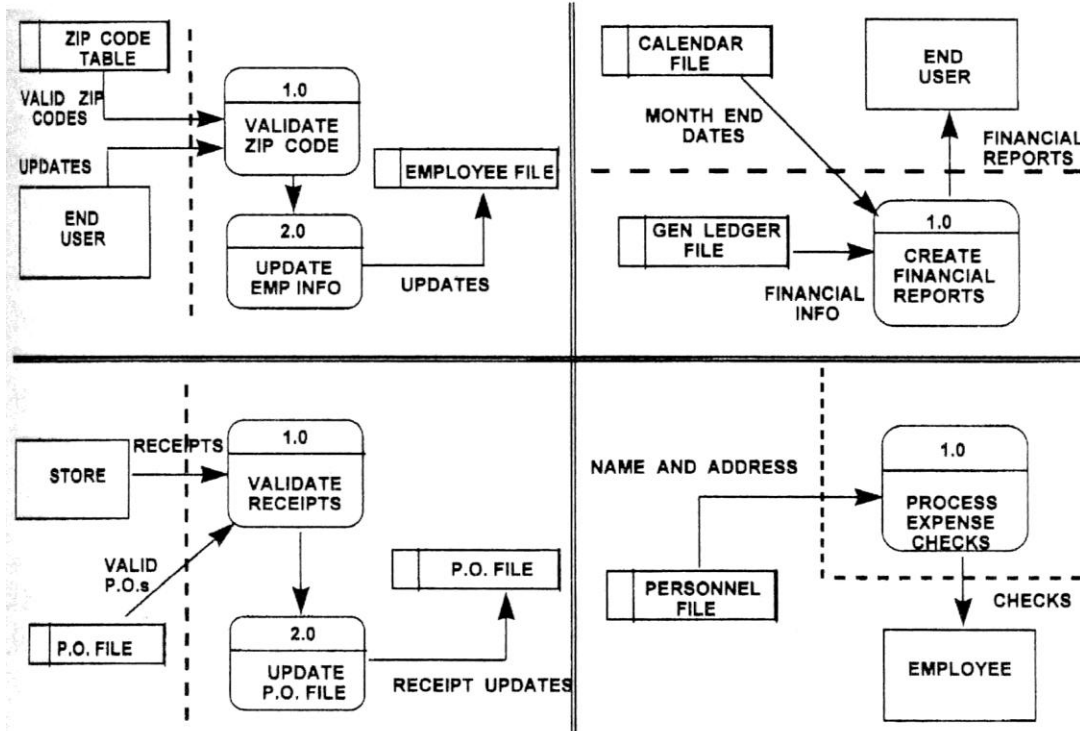 ZIP CODE
TABLE
VALID ZIP
CODES
UPDATES
END
USER
1.0
VALIDATE
ZIP CODE
2.0
UPDATE
EMP INFO
EMPLOYEE FILE
UPDATES
CALENDAR
FILE
END
USER
MONTH END
DATES
FINANCIAL
REPORTS
GEN LEDGER
FILE
FINANCIAL
INFO
1.0
CREATE
FINANCIAL
REPORTS
STORE
RECEIPTS
1.0
VALIDATE
RECEIPTS
VALID
P.O.s
P.O. FILE
2.0
UPDATE
P.O. FILE
P.O. FILE
RECEIPT UPDATES
NAME AND ADDRESS
1.0
PROCESS
EXPENSE
CHECKS
PERSONNEL
FILE
CHECKS
EMPLOYEE